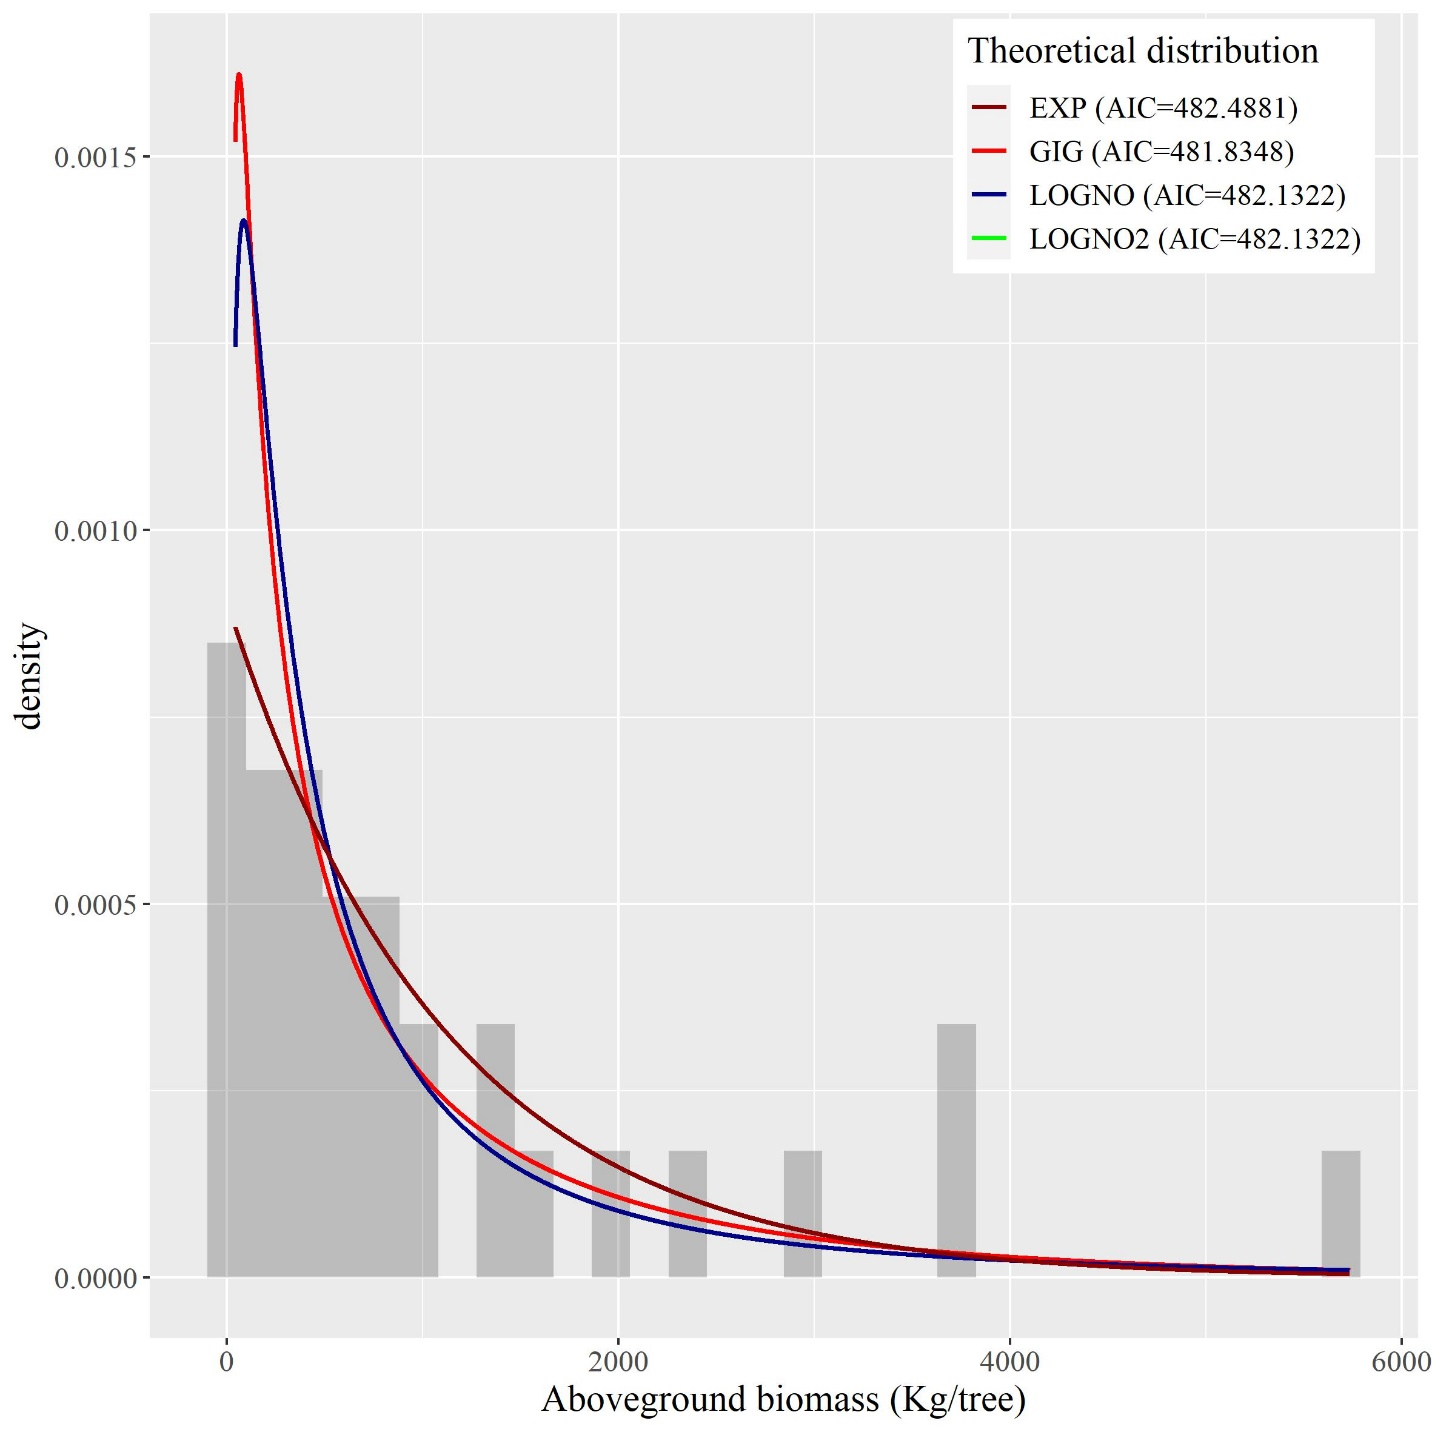 Theoretical distribution
EXP (AIC=482.4881)
GIG (AIC=481.8348)
LOGNO (AIC=482.1322)
LOGNO2 (AIC=482.1322)
0.0015
0.0010
0.0005
0.0000
density
0
2000
4000
6000
Aboveground biomass (Kg/tree)